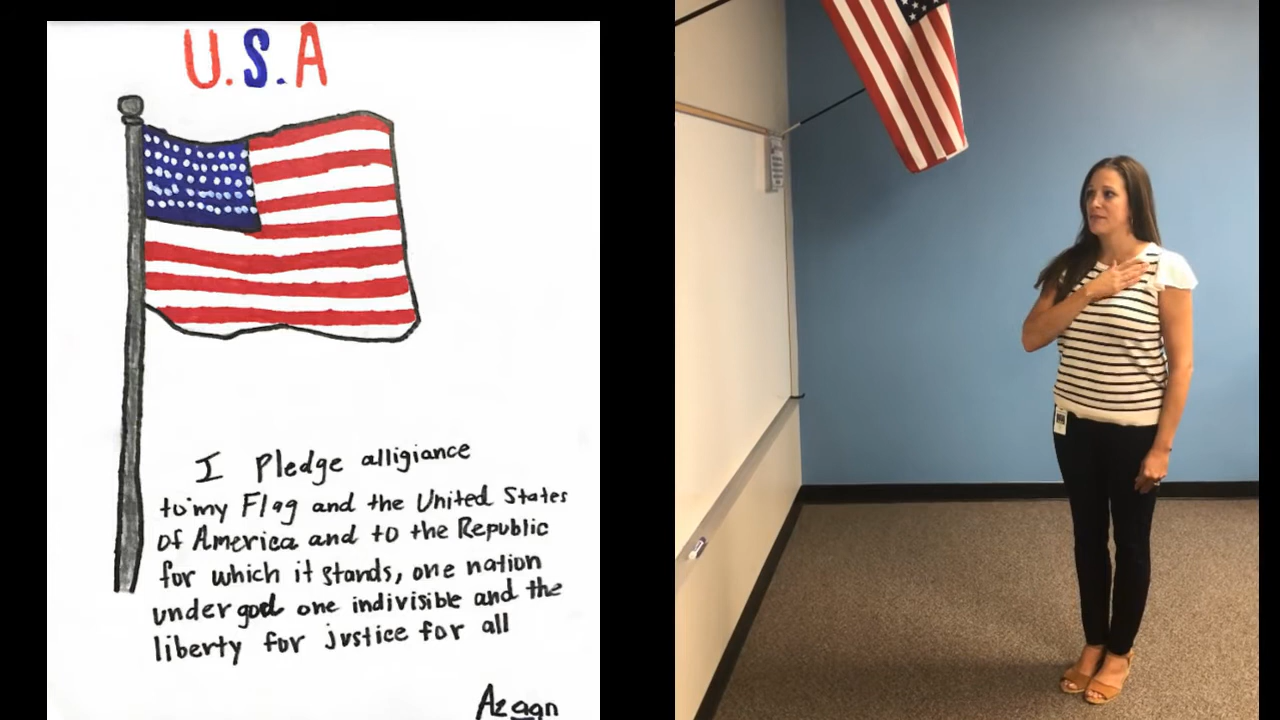 U.S.A
I Pledge alligiance
to my Flag and the United States
of America and to the Republic
for which it stands, one nation
under god one indivisible and the
liberty for justice for all
Azaan